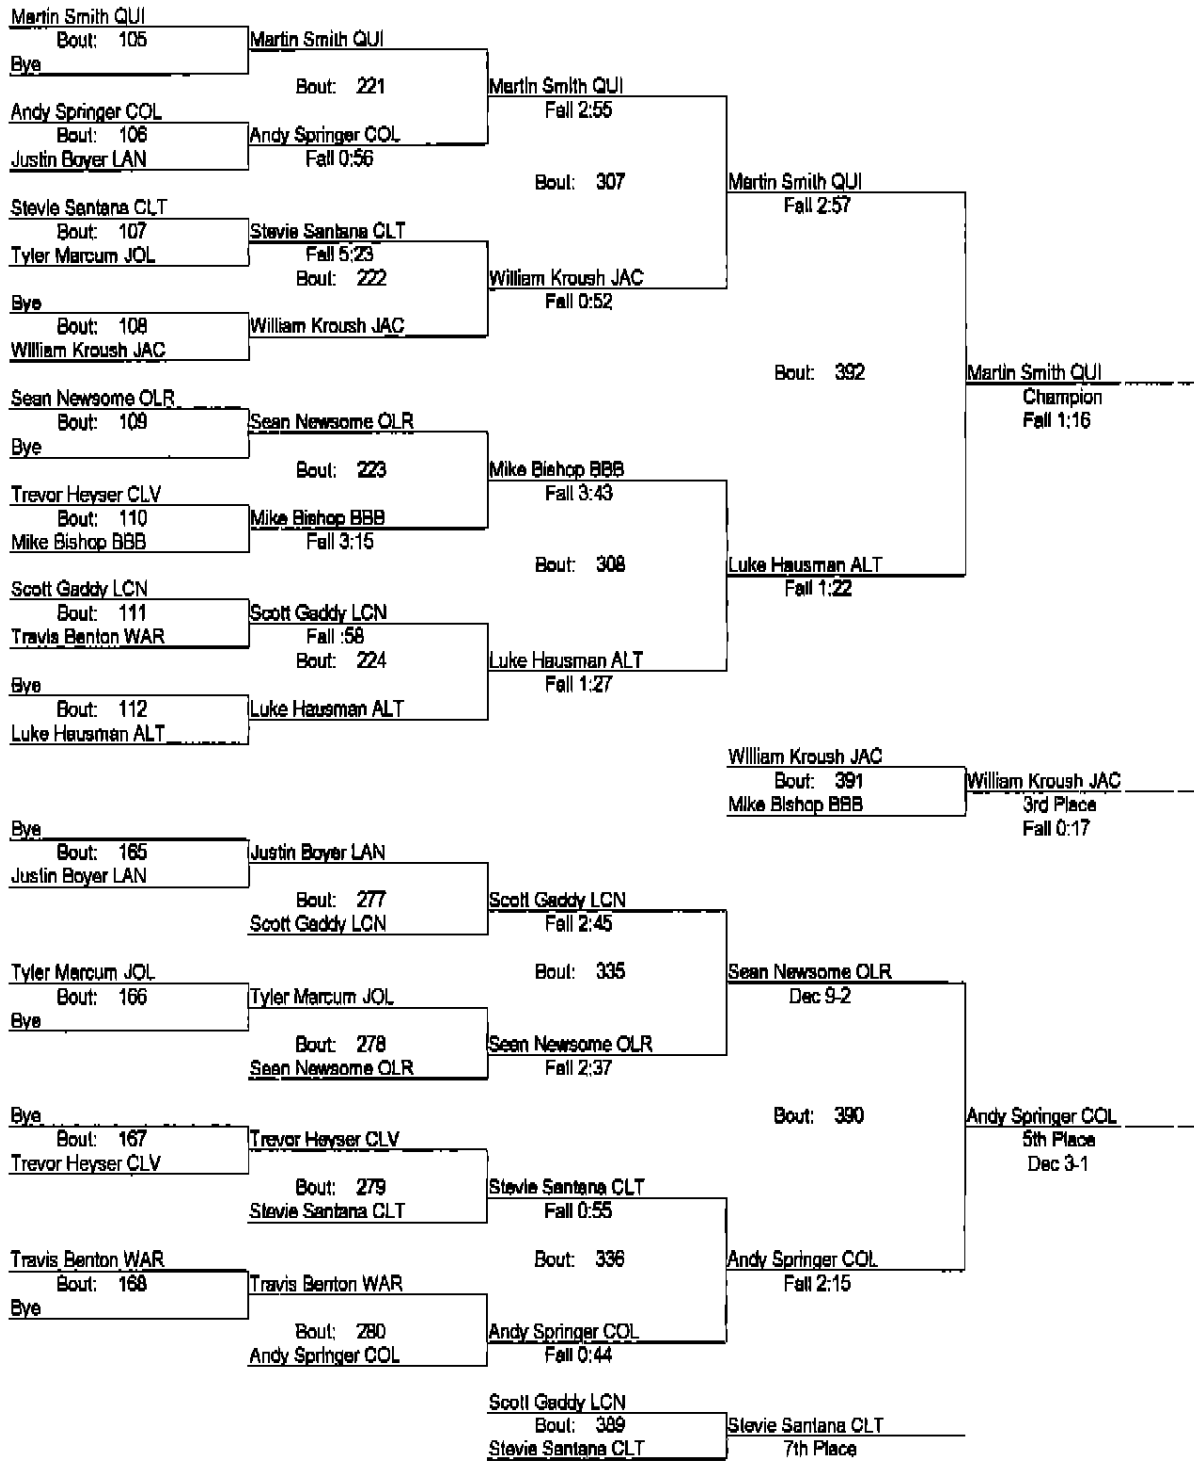 Martin Smith QUI
Bout: 105
Bye
Martin Smith QUI
Bout: 221
Andy Springer COL
Bout: 106
Justin Boyer LAN
Andy Springer COL
Fall 0:56
Martin Smith QUI
Fall 2:55
Bout: 307
Stevie Santana CLT
Bout: 107
Tyler Marcum JOL
Stevie Santana CLT
Fall 5:23
Bout: 222
Bye
Bout: 108
William Kroush JAC
William Kroush JAC
William Kroush JAC
Fall 0:52
Martin Smith QUI
Fall 2:57
Bout: 392
Martin Smith QUI
Champion
Fall 1:16
Sean Newsome OLR
Bout: 109
Bye
Sean Newsome OLR
Bout: 223
Trevor Heyser CLV
Bout: 110
Mike Bishop BBB
Mike Bishop BBB
Fall 3:15
Mike Bishop BBB
Fall 3:43
Bout: 308
Scott Gaddy LCN
Bout: 111
Travis Benton WAR
Scott Gaddy LCN
Fall :58
Bout: 224
Bye
Bout: 112
Luke Hausman ALT
Luke Hausman ALT
Luke Hausman ALT
Fall 1:27
Luke Hausman ALT
Fall 1:22
William Kroush JAC
Bout: 391
Mike Bishop BBB
William Kroush JAC
3rd Place
Fall 0:17
Bye
Bout: 165
Justin Boyer LAN
Justin Boyer LAN
Bout: 277
Scott Gaddy LCN
Scott Gaddy LCN
Fall 2:45
Bout: 335
Tyler Marcum JOL
Bout: 166
Bye
Tyler Marcum JOL
Bout: 278
Sean Newsome OLR
Sean Newsome OLR
Fall 2:37
Sean Newsome OLR
Dec 9-2
Bout: 390
Andy Springer COL
5th Place
Dec 3-1
Bye
Bout: 167
Trevor Heyser CLV
Trevor Heyser CLV
Bout: 279
Stevie Santana CLT
Stevie Santana CLT
Fall 0:55
Bout: 336
Travis Benton WAR
Bout: 168
Bye
Travis Benton WAR
Bout: 280
Andy Springer COL
Andy Springer COL
Fall 0:44
Andy Springer COL
Fall 2:15
Scott Gaddy LCN
Bout: 389
Stevie Santana CLT
Stevie Santana CLT
7th Place